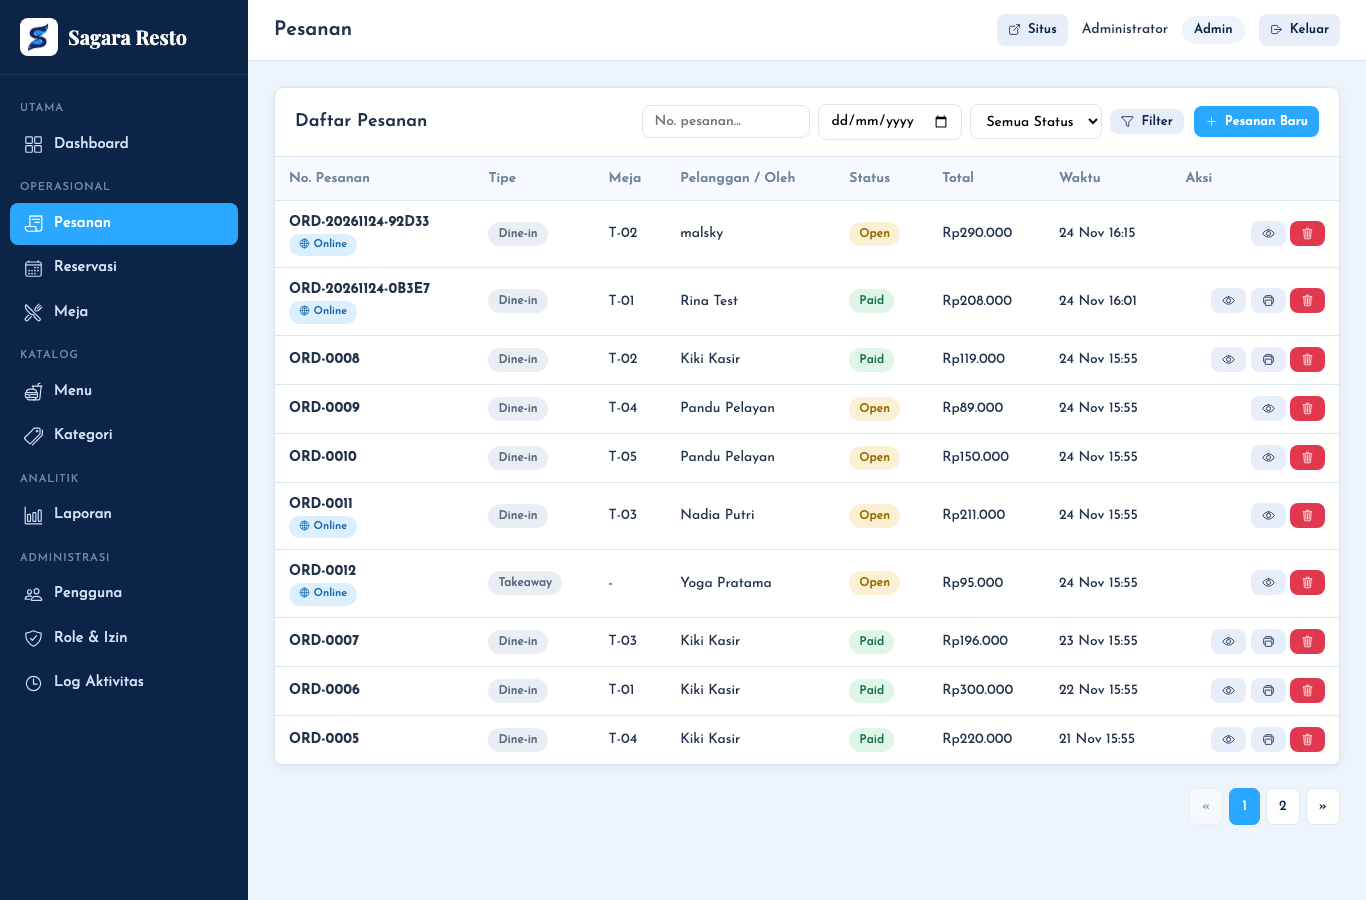 Sagara Resto
UTAMA
Dashboard
OPERASIONAL
Pesanan
Reservasi
Meja
KATALOG
Menu
Kategori
ANALITIK
Laporan
ADMINISTRASI
Pengguna
Role & Izin
Log Aktivitas
Pesanan
Situs Administrator Admin Keluar
Daftar Pesanan No. pesanan... dd/mm/yyyy Semua Status Filter + Pesanan Baru
No. Pesanan Tipe Meja Pelanggan / Oleh Status Total Waktu Aksi
ORD-20261124-92D33 Dine-in T-02 malsky Open Rp290.000 24 Nov 16:15
Online
ORD-20261124-0B3E7 Dine-in T-01 Rina Test Paid Rp208.000 24 Nov 16:01
Online
ORD-0008 Dine-in T-02 Kiki Kasir Paid Rp119.000 24 Nov 15:55
ORD-0009 Dine-in T-04 Pandu Pelayan Open Rp89.000 24 Nov 15:55
ORD-0010 Dine-in T-05 Pandu Pelayan Open Rp150.000 24 Nov 15:55
ORD-0011 Dine-in T-03 Nadia Putri Open Rp211.000 24 Nov 15:55
Online
ORD-0012 Takeaway - Yoga Pratama Open Rp95.000 24 Nov 15:55
Online
ORD-0007 Dine-in T-03 Kiki Kasir Paid Rp196.000 23 Nov 15:55
ORD-0006 Dine-in T-01 Kiki Kasir Paid Rp300.000 22 Nov 15:55
ORD-0005 Dine-in T-04 Kiki Kasir Paid Rp220.000 21 Nov 15:55
« 1 2 »